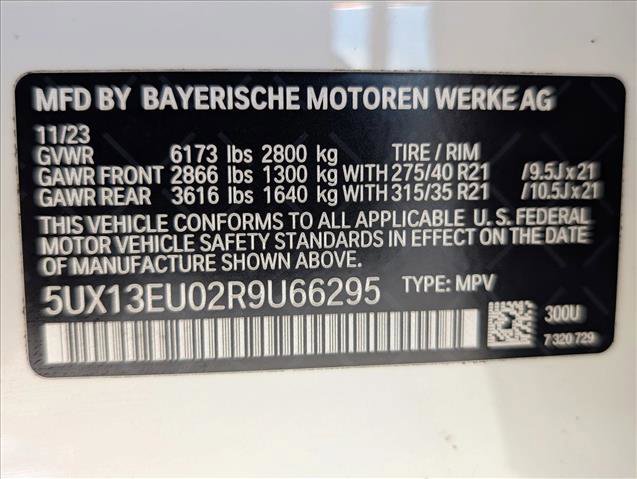 MFD BY BAYERISCHE MOTOREN WERKE AG
11/23
GVWR 6173 lbs 2800 kg TIRE / RIM
GAWR FRONT 2866 lbs 1300 kg WITH 275/40 R21 /9.5J x 21
GAWR REAR 3616 lbs 1640 kg WITH 315/35 R21 /10.5J x 21
THIS VEHICLE CONFORMS TO ALL APPLICABLE U. S. FEDERAL
MOTOR VEHICLE SAFETY STANDARDS IN EFFECT ON THE DATE
OF MANUFACTURE SHOWN ABOVE.
5UX13EU02R9U66295 TYPE: MPV
300U
7 320 729